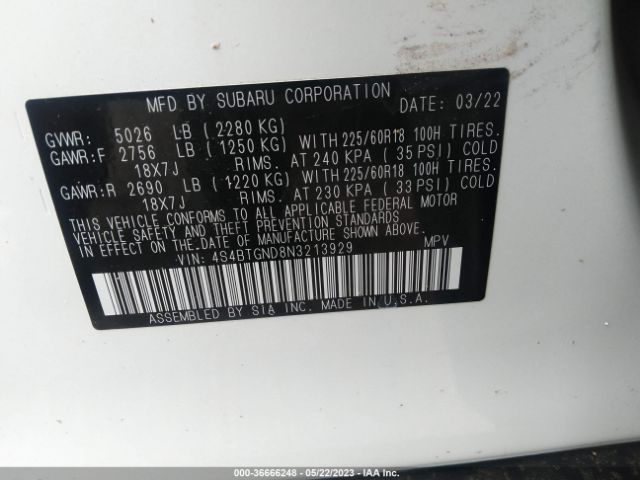 MFD BY SUBARU CORPORATION DATE: 03/22
GVWR: 5026 LB (2280 KG)
GAWR:F 2756 LB (1250 KG) WITH 225/60R18 100H TIRES.
18X7J RIMS. AT 240 KPA (35 PSI) COLD
GAWR:R 2690 LB (1220 KG) WITH 225/60R18 100H TIRES.
18X7J RIMS. AT 230 KPA (33 PSI) COLD
THIS VEHICLE CONFORMS TO ALL APPLICABLE FEDERAL MOTOR
VEHICLE SAFETY, BUMPER, AND THEFT PREVENTION
STANDARDS IN EFFECT ON THE DATE OF MANUFACTURE SHOWN ABOVE.
VIN: 4S4BTGND8N3213929 MPV
ASSEMBLED BY SIA INC. MADE IN U.S.A.
000-36666248 - 05/22/2023 - IAA Inc.